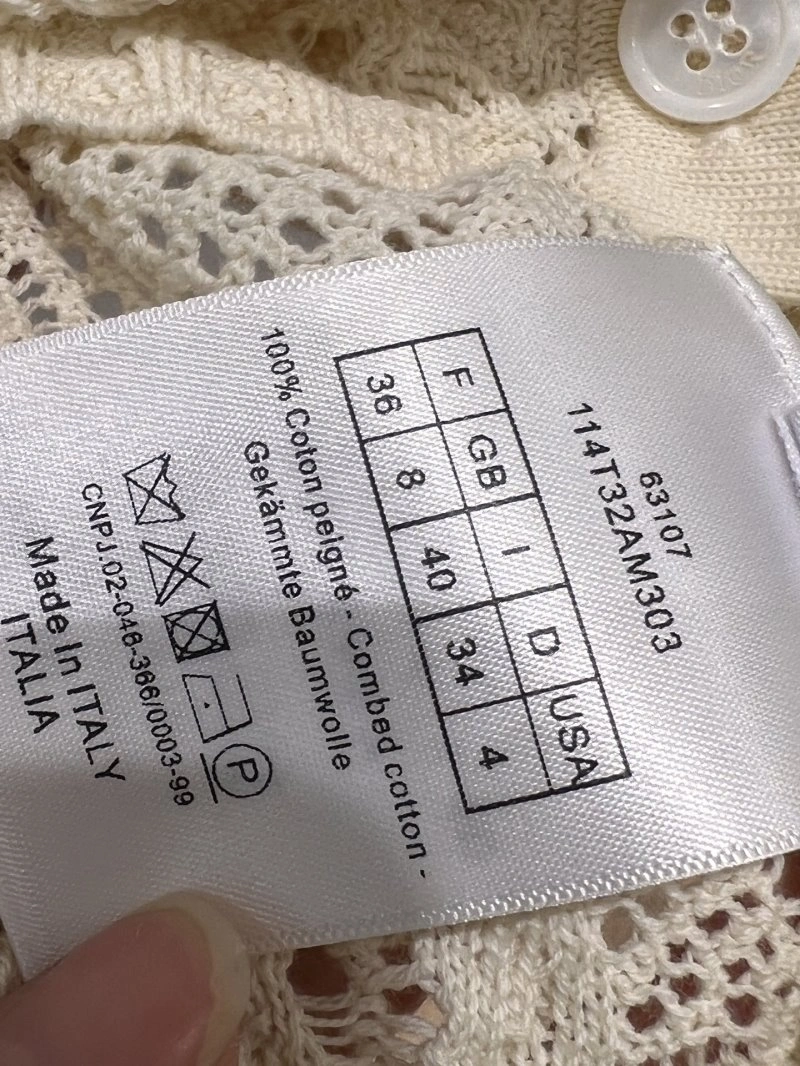 DIOR
63107
114T32AM303
F GB I D USA
36 8 40 34 4
100% Coton peigné - Combed cotton -
Gekämmte Baumwolle
P
CNPJ.02-046-366/0003-99
Made In ITALY
ITALIA